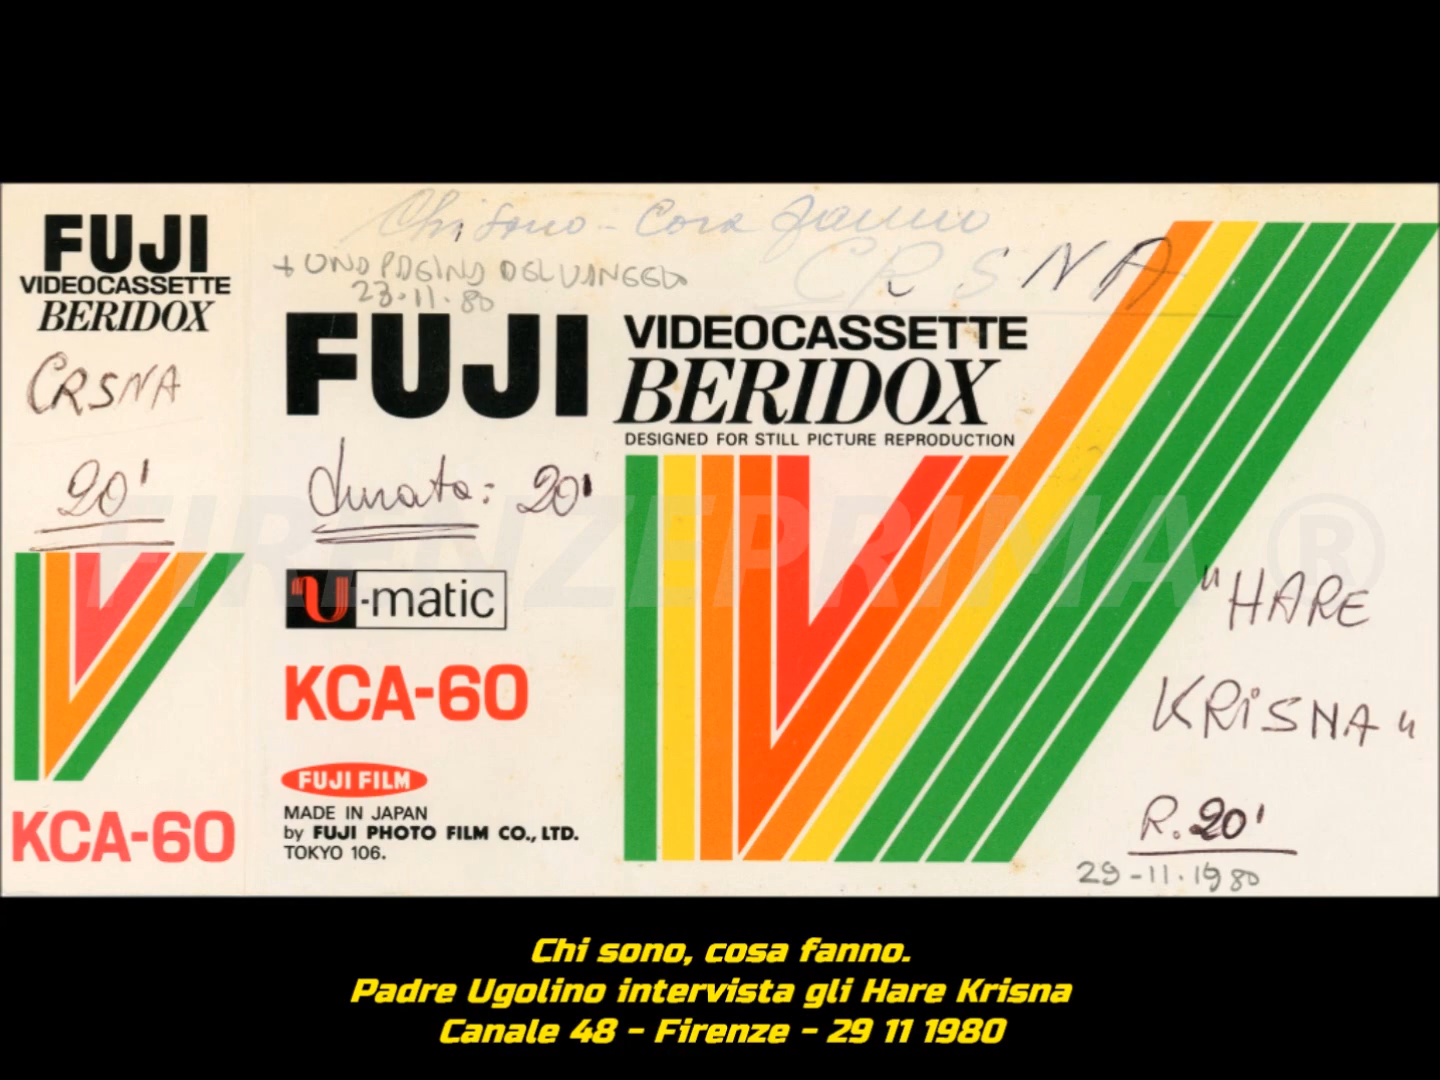 FUJI
VIDEOCASSETTE
BERIDOX
CRSNA
20'
KCA-60
Chi sono - Cosa fanno
CRSNA
+ UNA PAGINA DEL VANGELO
23.11.80
FUJI
VIDEOCASSETTE
BERIDOX
DESIGNED FOR STILL PICTURE REPRODUCTION
durata: 20'
U-matic
KCA-60
FUJI FILM
MADE IN JAPAN
by FUJI PHOTO FILM CO., LTD.
TOKYO 106.
"HARE
KRiSNA"
R. 20'
29-11.1980
FIRENZEPRIMA ®
Chi sono, cosa fanno.
Padre Ugolino intervista gli Hare Krisna
Canale 48 - Firenze - 29 11 1980